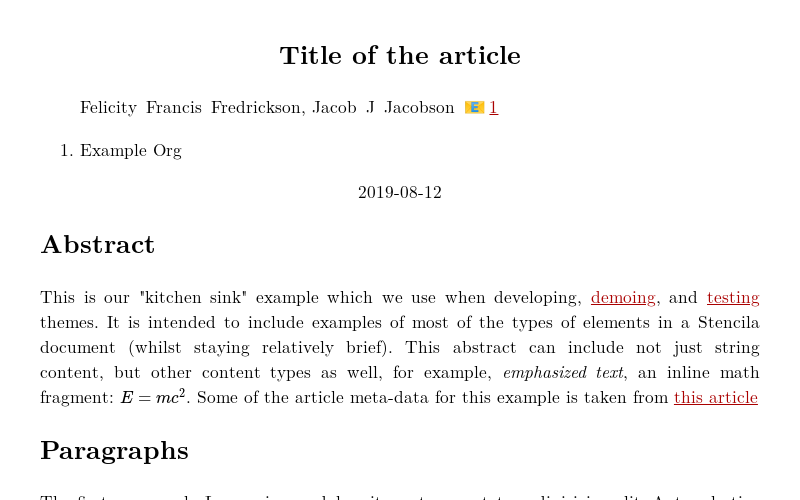 Title of the article
Felicity Francis Fredrickson, Jacob J Jacobson E 1
1. Example Org
2019-08-12
Abstract
This is our "kitchen sink" example which we use when developing, demoing, and testing
themes. It is intended to include examples of most of the types of elements in a Stencila
document (whilst staying relatively brief). This abstract can include not just string
content, but other content types as well, for example, emphasized text, an inline math
fragment: E = mc². Some of the article meta-data for this example is taken from this article
Paragraphs